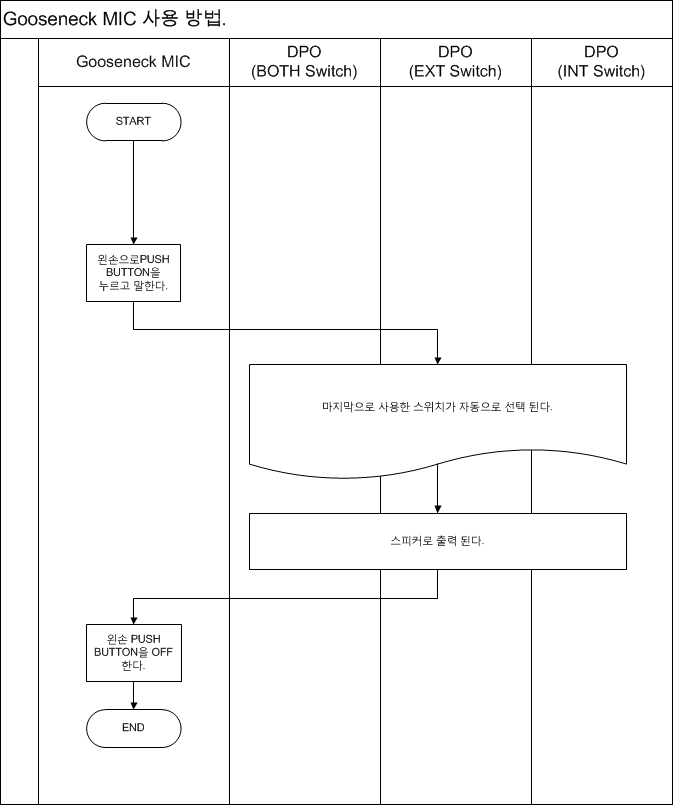 Gooseneck MIC 사용 방법.
Gooseneck MIC
DPO
(BOTH Switch)
DPO
(EXT Switch)
DPO
(INT Switch)
START
왼손으로PUSH
BUTTON을
누르고 말한다.
마지막으로 사용한 스위치가 자동으로 선택 된다.
스피커로 출력 된다.
왼손 PUSH
BUTTON을 OFF
한다.
END